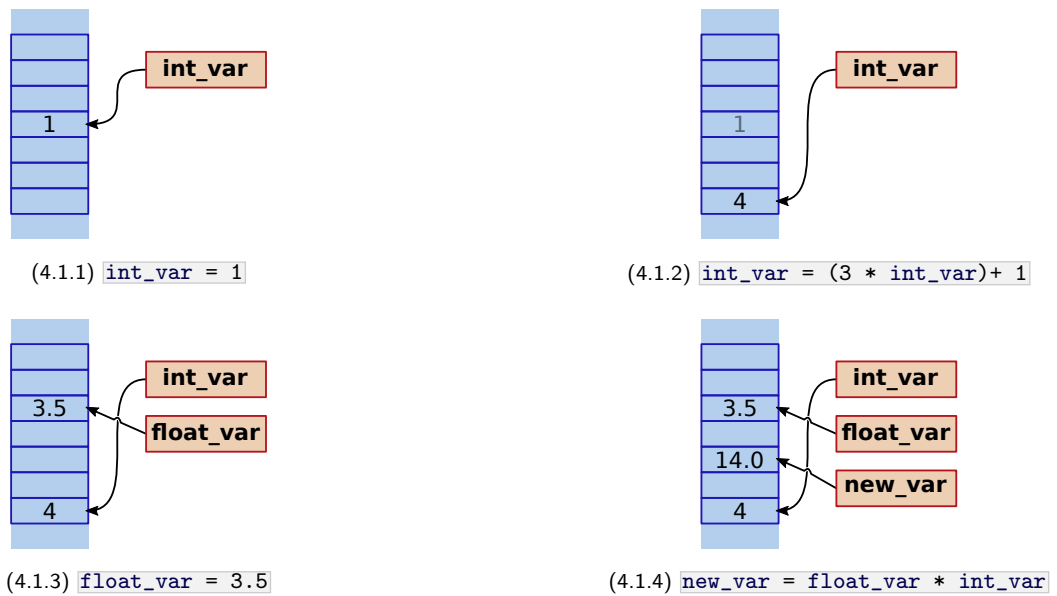 int_var
1
(4.1.1) int_var = 1
int_var
1
4
(4.1.2) int_var = (3 * int_var)+ 1
int_var
3.5
float_var
4
(4.1.3) float_var = 3.5
int_var
3.5
float_var
14.0
new_var
4
(4.1.4) new_var = float_var * int_var